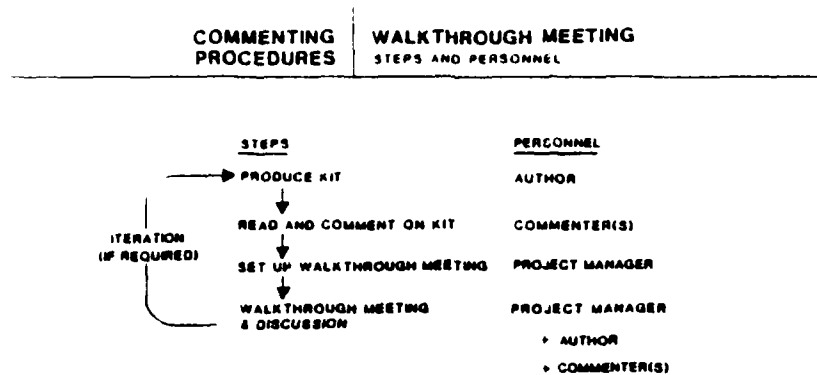 COMMENTING PROCEDURES
WALKTHROUGH MEETING
STEPS AND PERSONNEL
STEPS PERSONNEL
PRODUCE KIT AUTHOR
READ AND COMMENT ON KIT COMMENTER(S)
ITERATION
(IF REQUIRED)
SET UP WALKTHROUGH MEETING PROJECT MANAGER
WALKTHROUGH MEETING PROJECT MANAGER
& DISCUSSION
+ AUTHOR
+ COMMENTER(S)